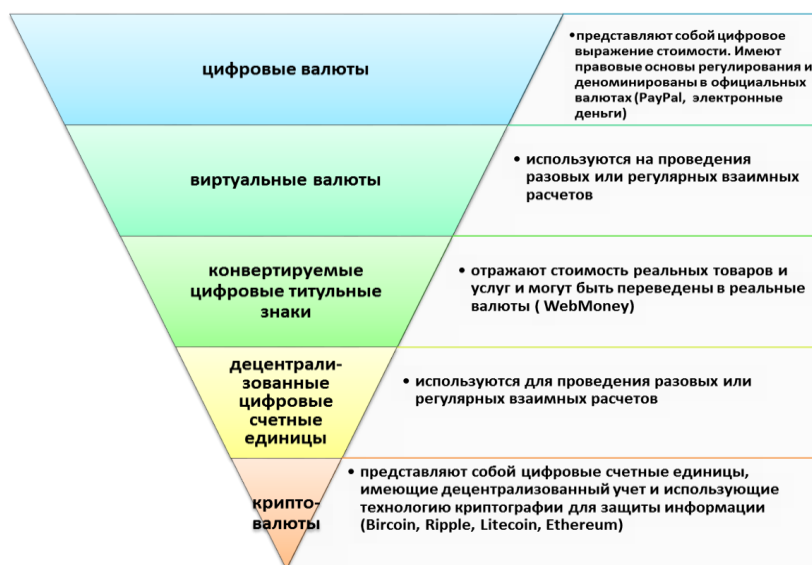 цифровые валюты
•представляют собой цифровое
выражение стоимости. Имеют
правовые основы регулирования и
деноминированы в официальных
валютах (PayPal, электронные
деньги)
виртуальные валюты
• используются на проведения
разовых или регулярных взаимных
расчетов
конвертируемые
цифровые титульные
знаки
• отражают стоимость реальных товаров и
услуг и могут быть переведены в реальные
валюты ( WebMoney)
децентрали-
зованные
цифровые
счетные
единицы
• используются для проведения разовых или
регулярных взаимных расчетов
крипто-
валюты
• представляют собой цифровые счетные единицы,
имеющие децентрализованный учет и использующие
технологию криптографии для защиты информации
(Bircoin, Ripple, Litecoin, Ethereum)